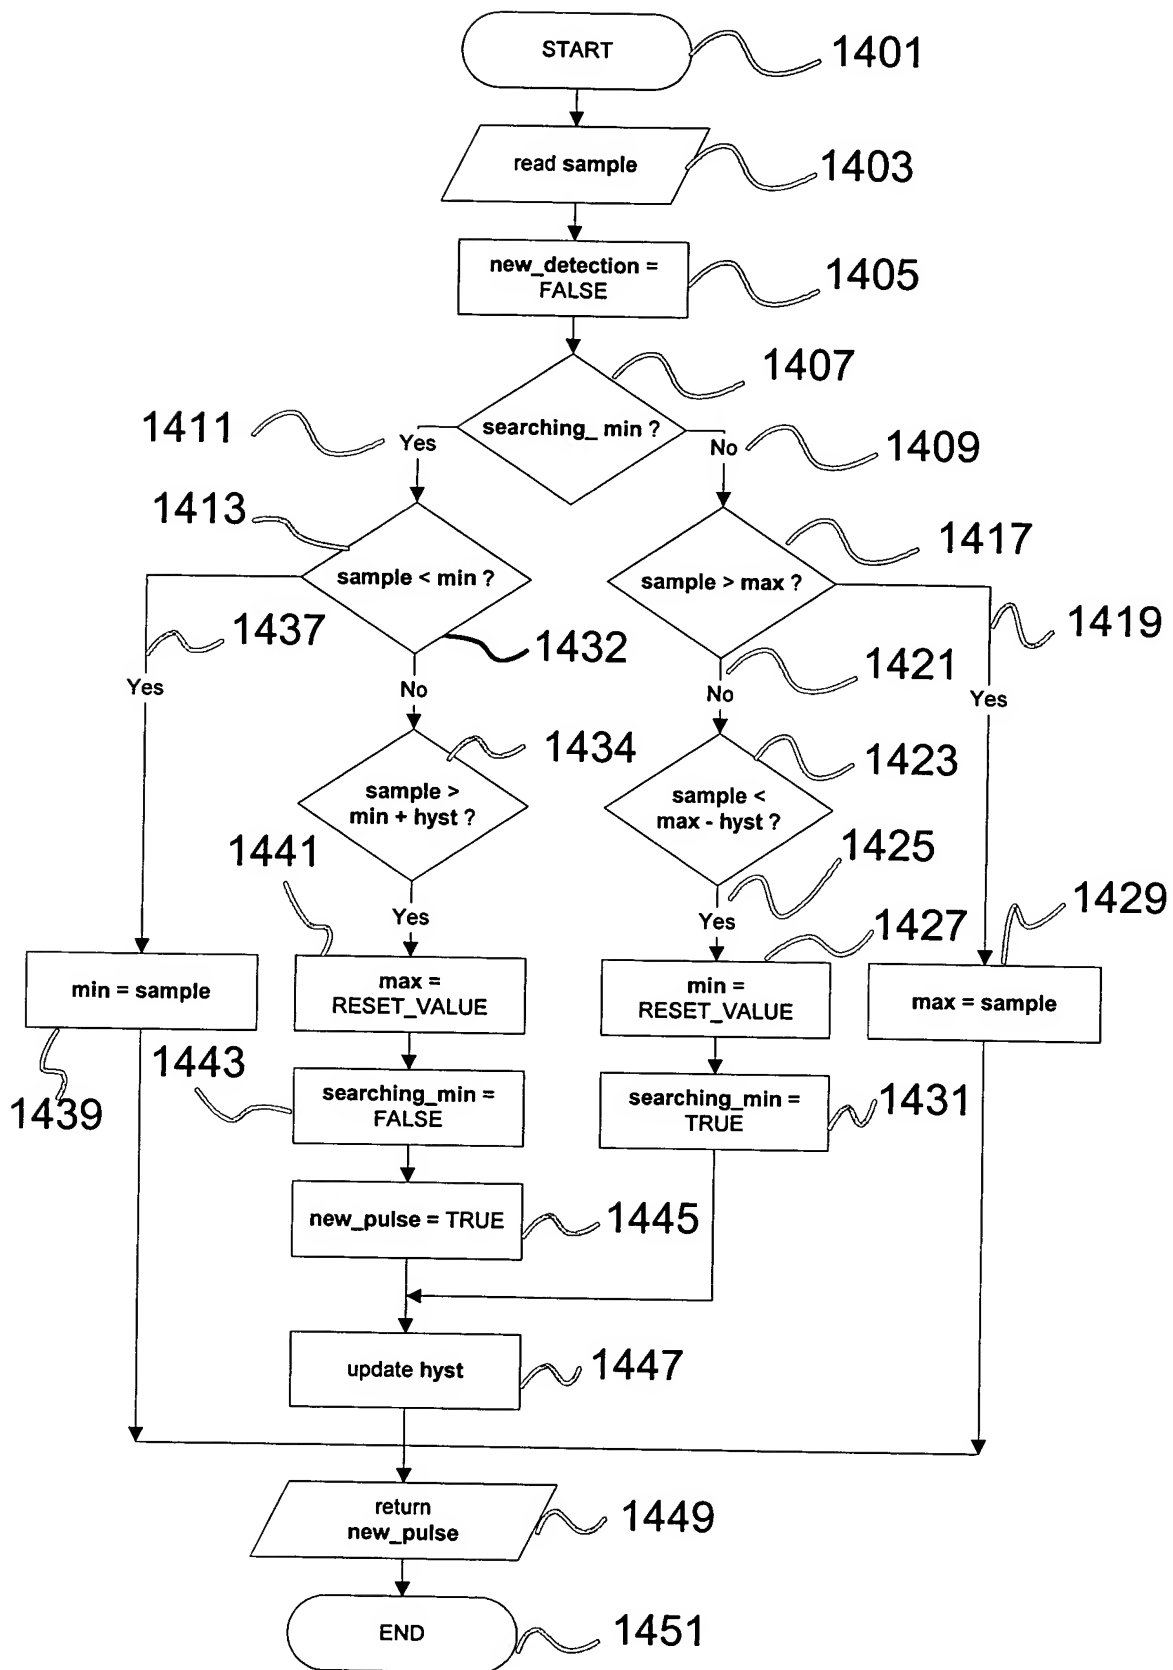 START
1401
read sample
1403
new_detection =
FALSE
1405
1407
searching_ min ?
1411
Yes
No
1409
1413
1417
sample < min ?
sample > max ?
1437
1432
1419
1421
Yes
No
No
Yes
1434
1423
sample >
min + hyst ?
sample <
max - hyst ?
1441
1425
Yes
Yes
1427
1429
min = sample
max =
RESET_VALUE
min =
RESET_VALUE
max = sample
1443
1439
searching_min =
FALSE
searching_min =
TRUE
1431
new_pulse = TRUE
1445
update hyst
1447
return
new_pulse
1449
END
1451